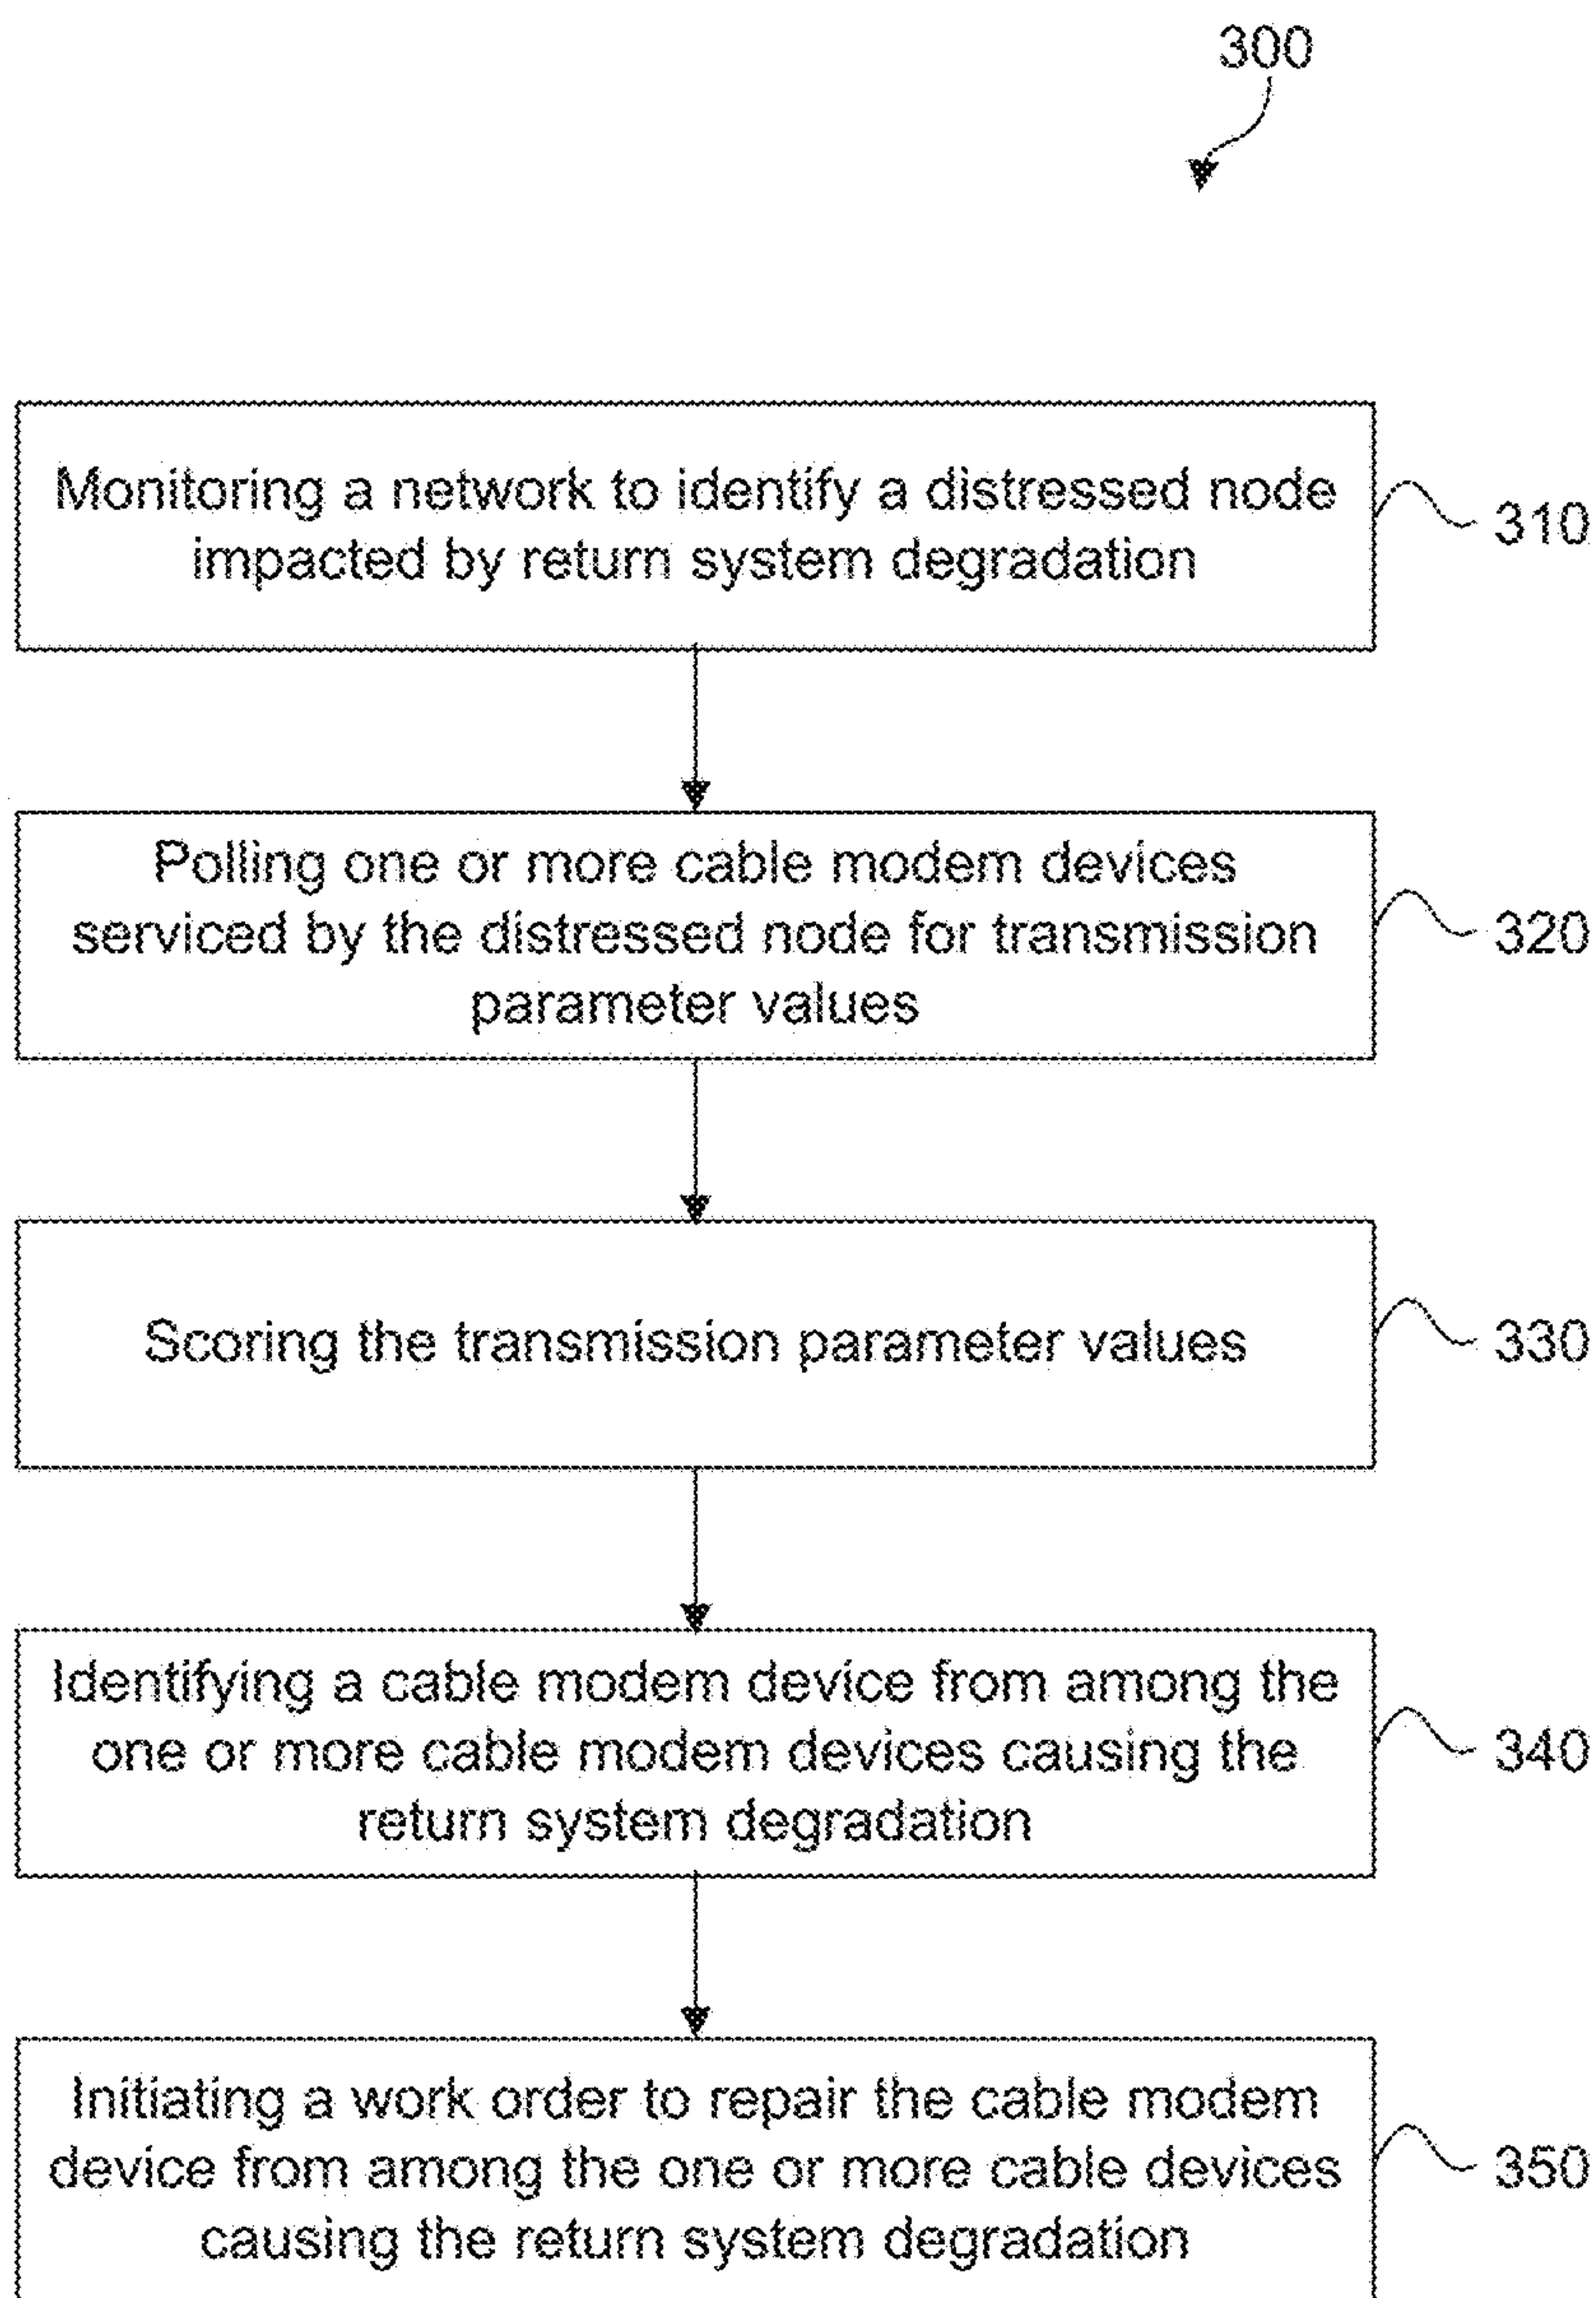 300
Monitoring a network to identify a distressed node
impacted by return system degradation
310
Polling one or more cable modem devices
serviced by the distressed node for transmission
parameter values
320
Scoring the transmission parameter values
330
Identifying a cable modem device from among the
one or more cable modem devices causing the
return system degradation
340
Initiating a work order to repair the cable modem
device from among the one or more cable devices
causing the return system degradation
350